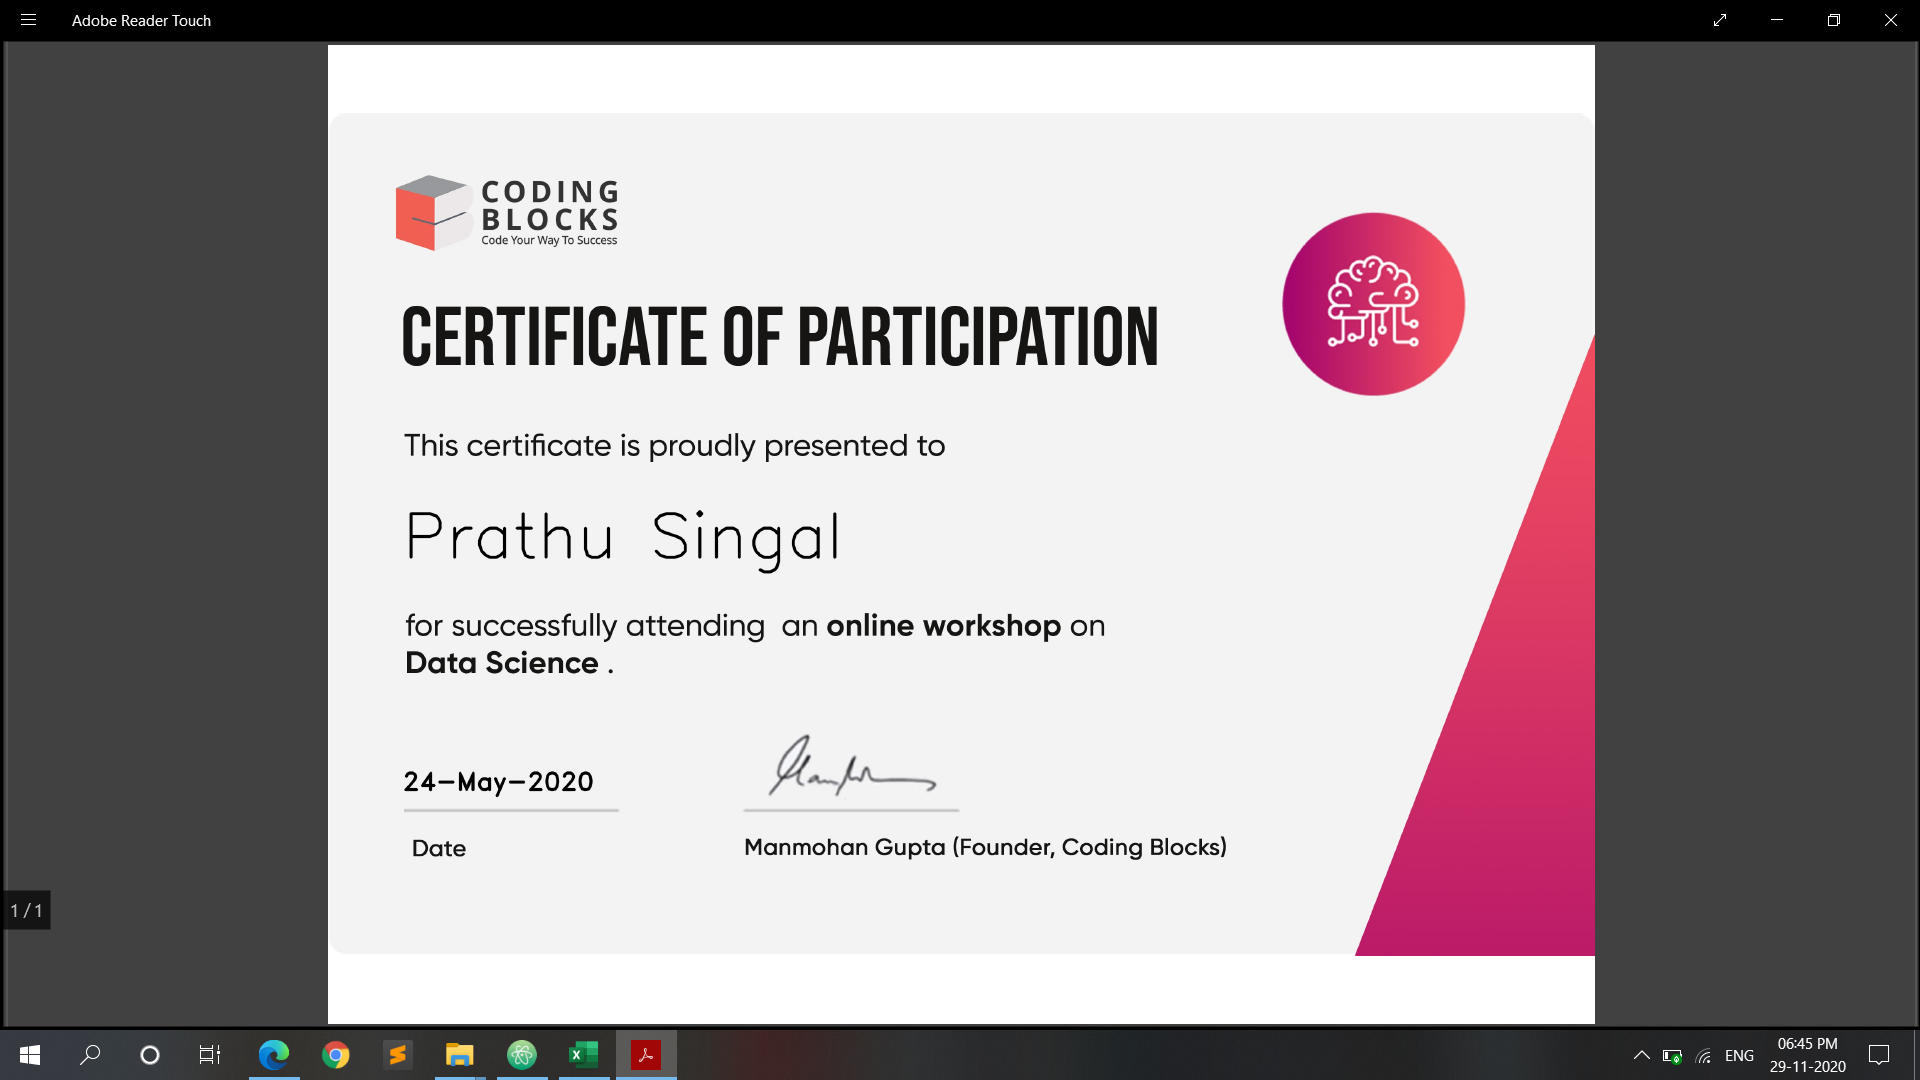 Adobe Reader Touch
CODING
BLOCKS
Code Your Way To Success
CERTIFICATE OF PARTICIPATION
This certificate is proudly presented to
Prathu Singal
for successfully attending an online workshop on
Data Science .
24-May-2020
Date
Manmohan Gupta (Founder, Coding Blocks)
1 / 1
ENG
06:45 PM
29-11-2020